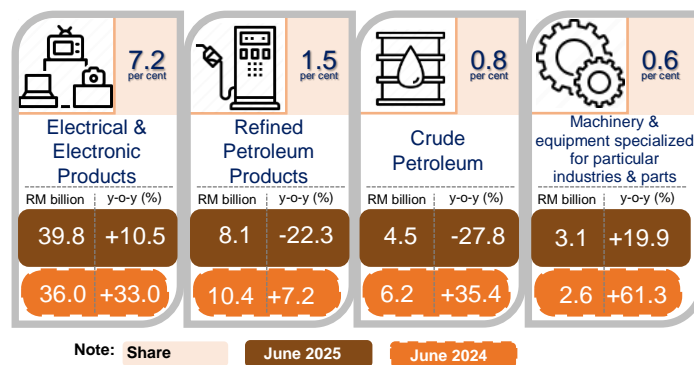 7.2
per cent
Electrical &
Electronic
Products
RM billion y-o-y (%)
39.8 +10.5
36.0 +33.0
1.5
per cent
Refined
Petroleum
Products
RM billion y-o-y (%)
8.1 -22.3
10.4 +7.2
0.8
per cent
Crude
Petroleum
RM billion y-o-y (%)
4.5 -27.8
6.2 +35.4
0.6
per cent
Machinery &
equipment specialized
for particular
industries & parts
RM billion y-o-y (%)
3.1 +19.9
2.6 +61.3
Note: Share June 2025 June 2024